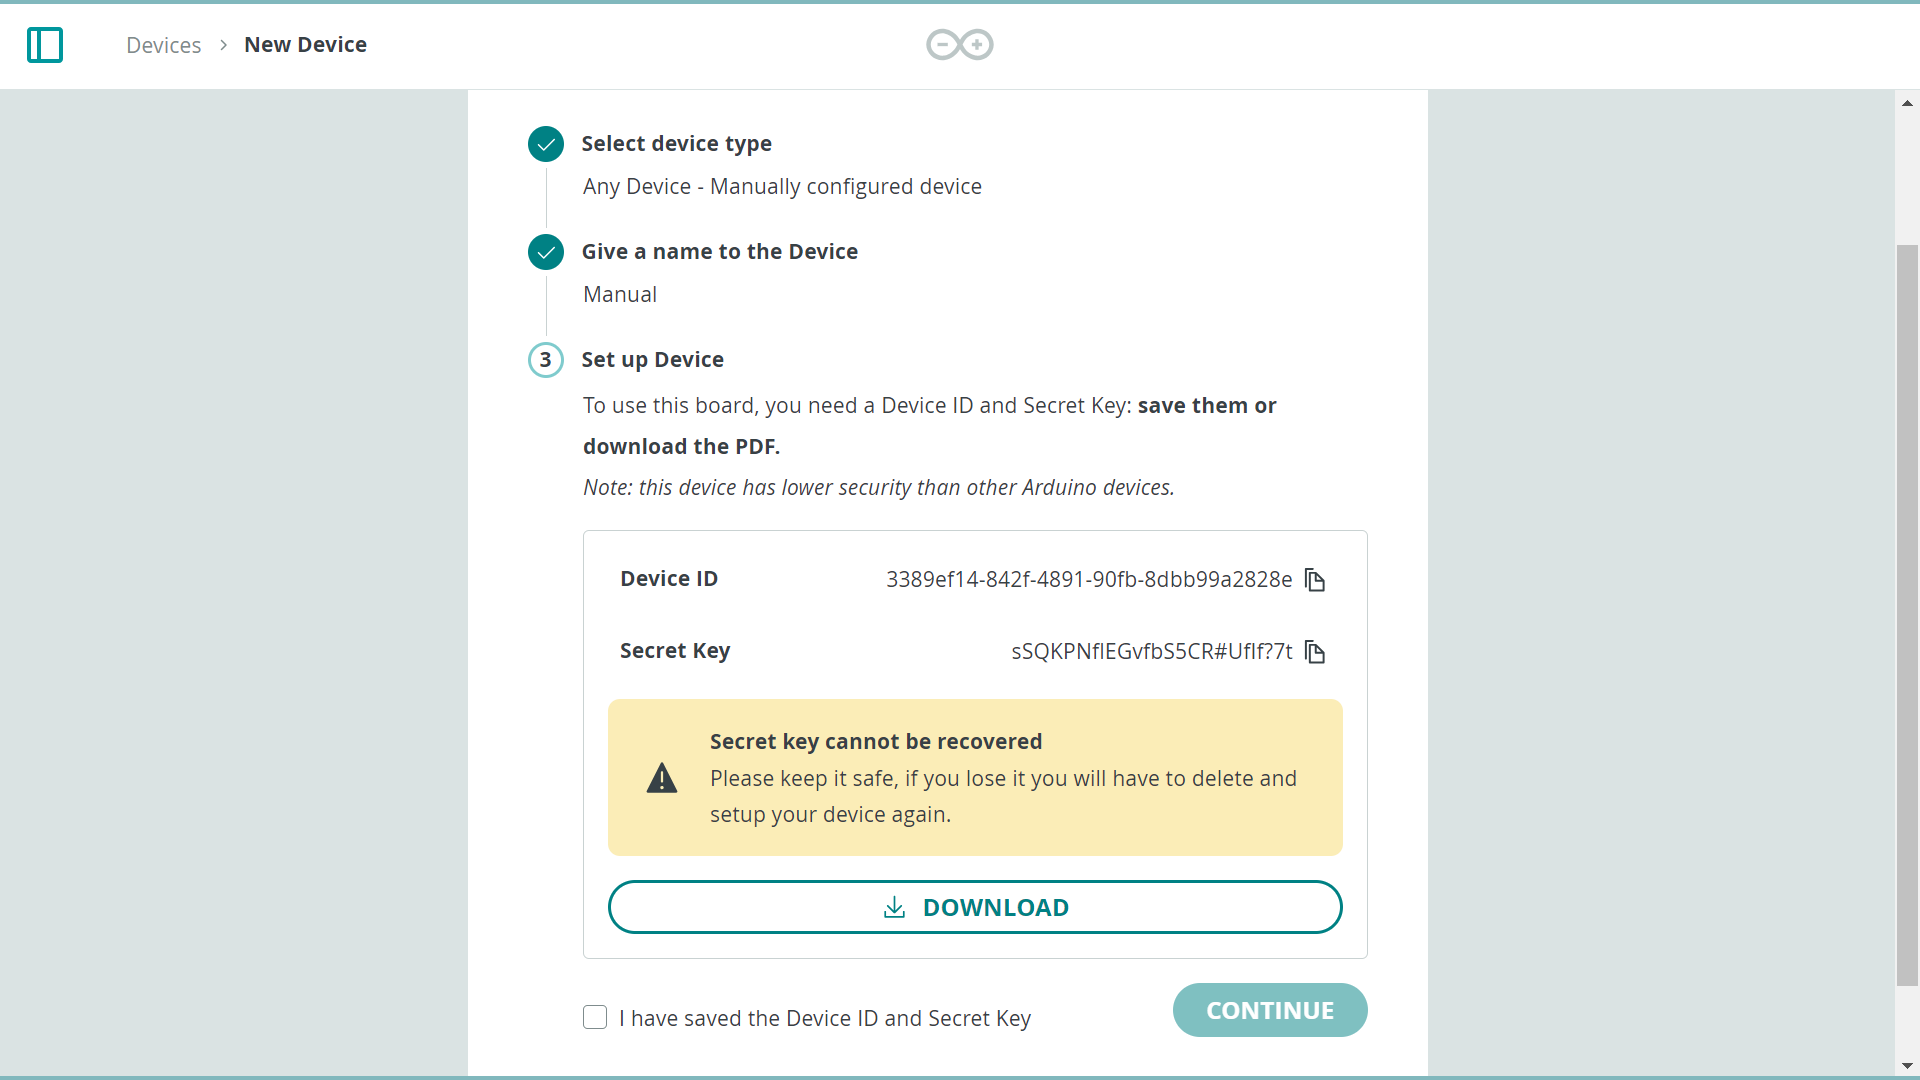 Devices > New Device
Select device type
Any Device - Manually configured device
Give a name to the Device
Manual
3 Set up Device
To use this board, you need a Device ID and Secret Key: save them or
download the PDF.
Note: this device has lower security than other Arduino devices.
Device ID 3389ef14-842f-4891-90fb-8dbb99a2828e
Secret Key sSQKPNflEGvfbS5CR#Uflf?7t
Secret key cannot be recovered
Please keep it safe, if you lose it you will have to delete and
setup your device again.
DOWNLOAD
I have saved the Device ID and Secret Key
CONTINUE